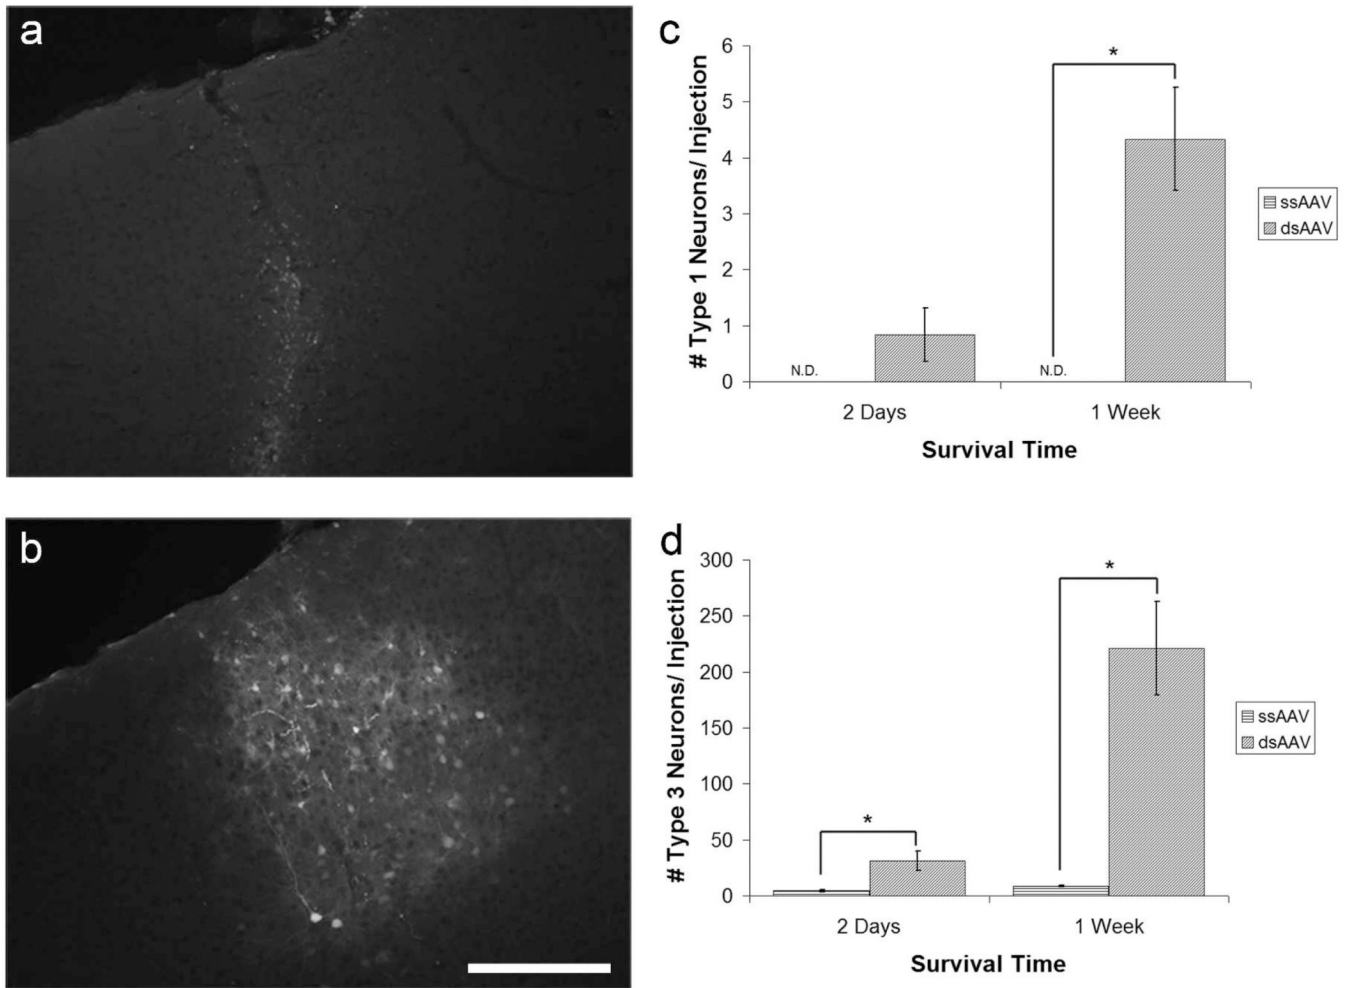 a
b
c
# Type 1 Neurons/ Injection
6
5
4
3
2
1
0
*
N.D.
N.D.
2 Days
1 Week
Survival Time
ssAAV
dsAAV
d
# Type 3 Neurons/ Injection
300
250
200
150
100
50
0
*
*
2 Days
1 Week
Survival Time
ssAAV
dsAAV